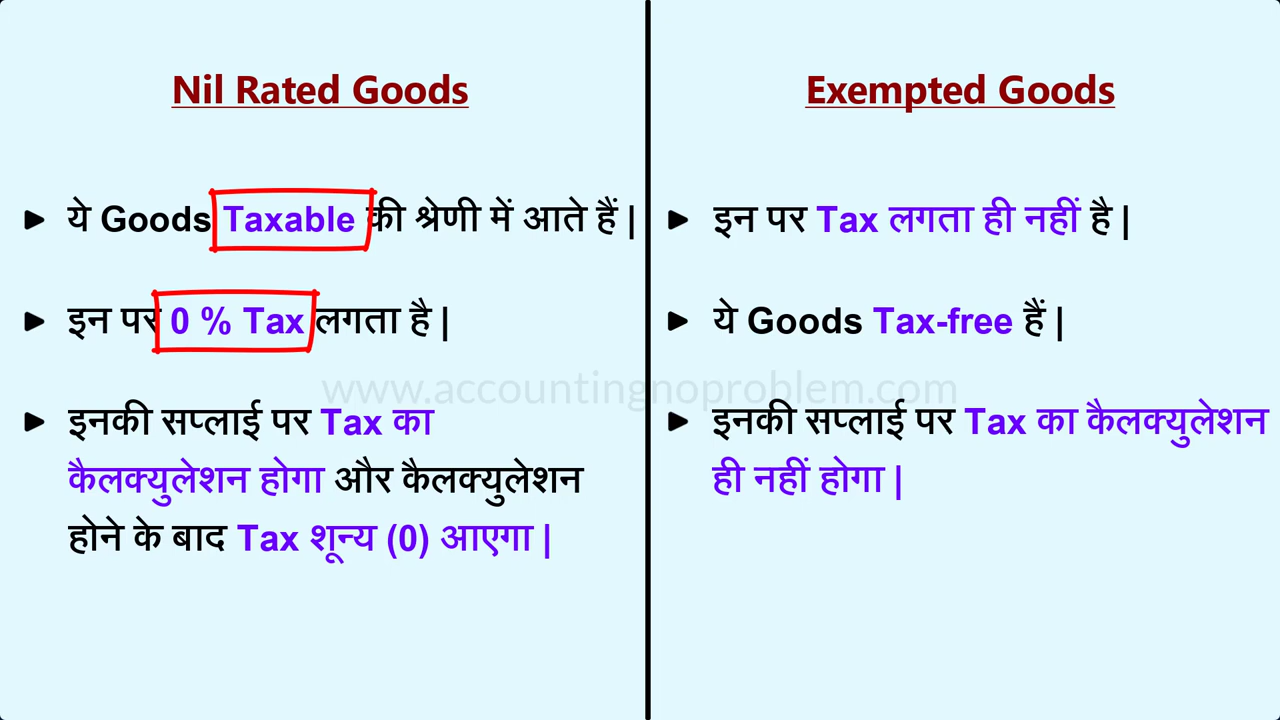 Nil Rated Goods
ये Goods Taxable की श्रेणी में आते हैं |
इन पर 0 % Tax लगता है |
इनकी सप्लाई पर Tax का
कैलक्युलेशन होगा और कैलक्युलेशन
होने के बाद Tax शून्य (0) आएगा |
Exempted Goods
इन पर Tax लगता ही नहीं है |
ये Goods Tax-free हैं |
इनकी सप्लाई पर Tax का कैलक्युलेशन
ही नहीं होगा |
www.accountingnoproblem.com